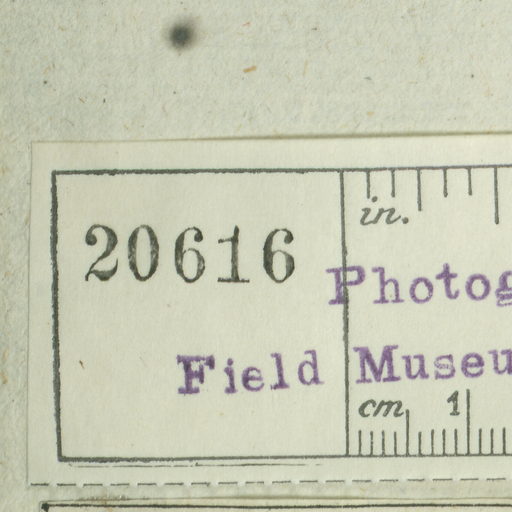 in.
20616
Photog
Field Museu
cm 1